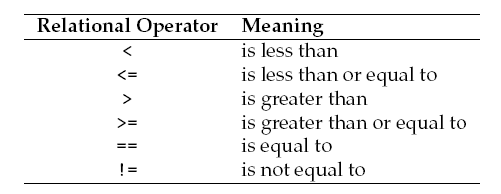 Relational Operator Meaning
< is less than
<= is less than or equal to
> is greater than
>= is greater than or equal to
== is equal to
!= is not equal to